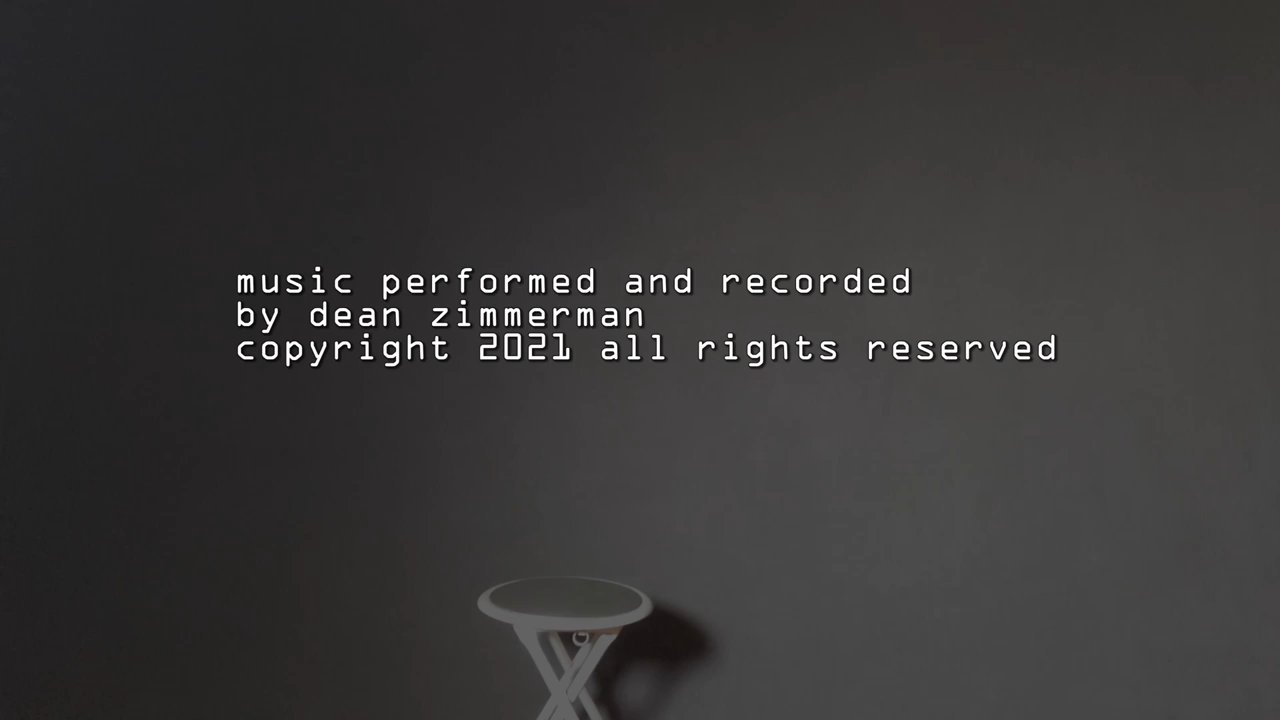 music performed and recorded
by dean zimmerman
copyright 2021 all rights reserved